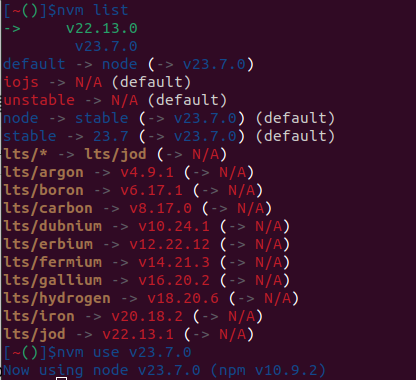 [~()]$nvm list
->     v22.13.0
       v23.7.0
default -> node (-> v23.7.0)
iojs -> N/A (default)
unstable -> N/A (default)
node -> stable (-> v23.7.0) (default)
stable -> 23.7 (-> v23.7.0) (default)
lts/* -> lts/jod (-> N/A)
lts/argon -> v4.9.1 (-> N/A)
lts/boron -> v6.17.1 (-> N/A)
lts/carbon -> v8.17.0 (-> N/A)
lts/dubnium -> v10.24.1 (-> N/A)
lts/erbium -> v12.22.12 (-> N/A)
lts/fermium -> v14.21.3 (-> N/A)
lts/gallium -> v16.20.2 (-> N/A)
lts/hydrogen -> v18.20.6 (-> N/A)
lts/iron -> v20.18.2 (-> N/A)
lts/jod -> v22.13.1 (-> N/A)
[~()]$nvm use v23.7.0
Now using node v23.7.0 (npm v10.9.2)